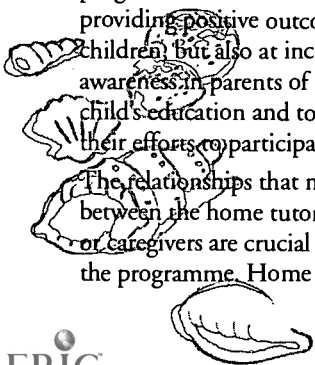 providing positive outco
children, but also at inc
awareness in parents of
child's education and to
their efforts to participa
The relationships that n
between the home tutor
or caregivers are crucial
the programme. Home
ERIC